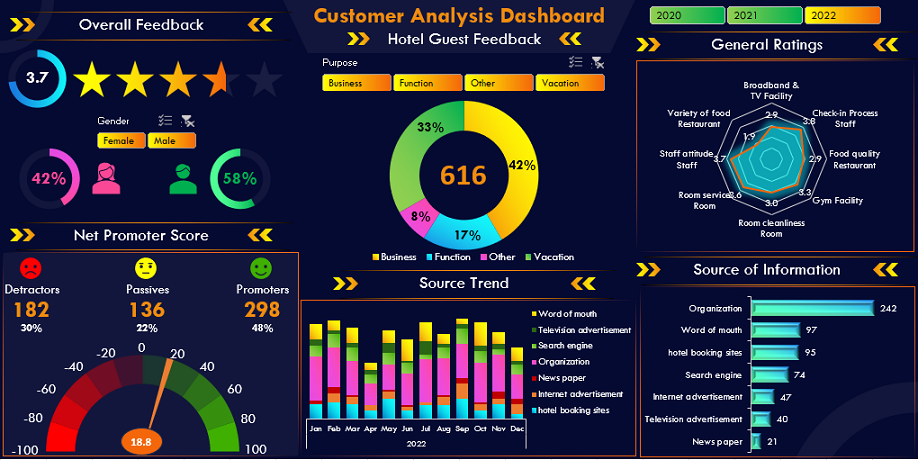 Customer Analysis Dashboard
Hotel Guest Feedback
2020
2021
2022
Overall Feedback
3.7
Gender
Female
Male
42%
58%
Net Promoter Score
Detractors
Passives
Promoters
182
136
298
30%
22%
48%
-100
-80
-60
-40
-20
0
20
40
60
80
100
18.8
Purpose
Business
Function
Other
Vacation
33%
42%
8%
17%
616
Business
Function
Other
Vacation
Source Trend
Word of mouth
Television advertisement
Search engine
Organization
News paper
Internet advertisement
hotel booking sites
Jan Feb Mar Apr May Jun Jul Aug Sep Oct Nov Dec
2022
General Ratings
Broadband &
TV Facility
2.9
Check-in Process
Staff
3.8
Food quality
Restaurant
2.9
Gym Facility
3.3
Room cleanliness
Room
3.0
Room service
Room
3.6
Staff attitude
Staff
3.7
Variety of food
Restaurant
1.9
Source of Information
Organization 242
Word of mouth 97
hotel booking sites 95
Search engine 74
Internet advertisement 47
Television advertisement 40
News paper 21